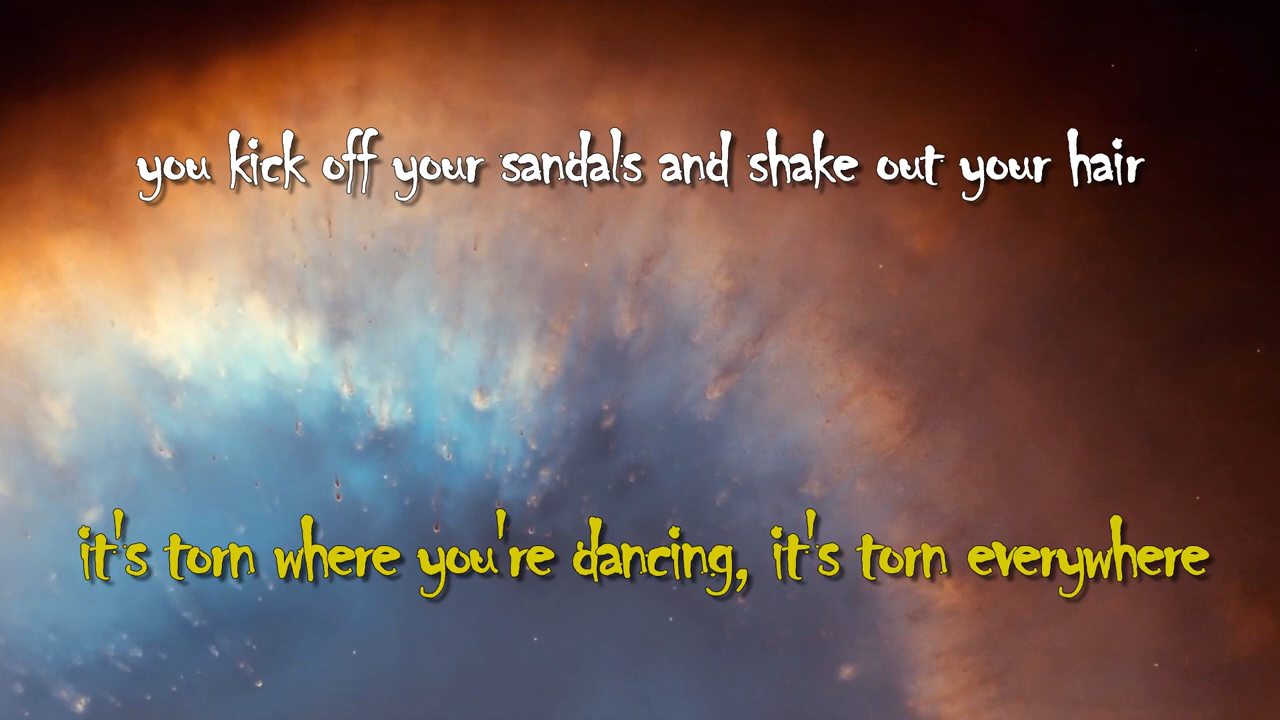 you kick off your sandals and shake out your hair
it's torn where you're dancing, it's torn everywhere